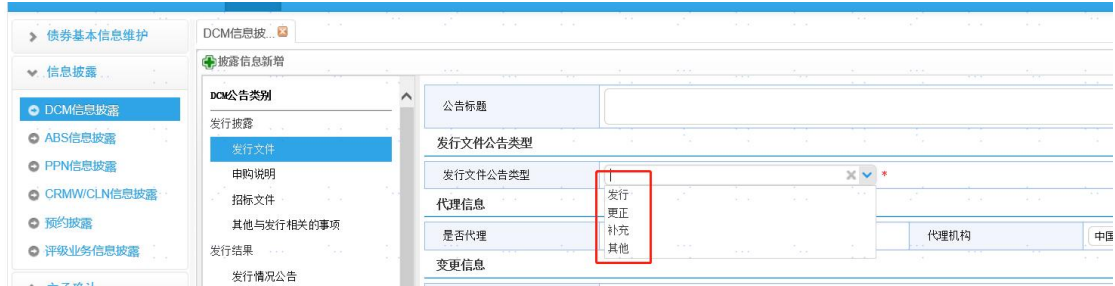 债券基本信息维护
信息披露
DCM信息披露
ABS信息披露
PPN信息披露
CRMW/CLN信息披露
预约披露
评级业务信息披露
DCM信息披...
披露信息新增
DCM公告类别
发行披露
发行文件
申购说明
招标文件
其他与发行相关的事项
发行结果
发行情况公告
公告标题
发行文件公告类型
发行文件公告类型
*
发行
更正
补充
其他
代理信息
是否代理
代理机构
中国
变更信息